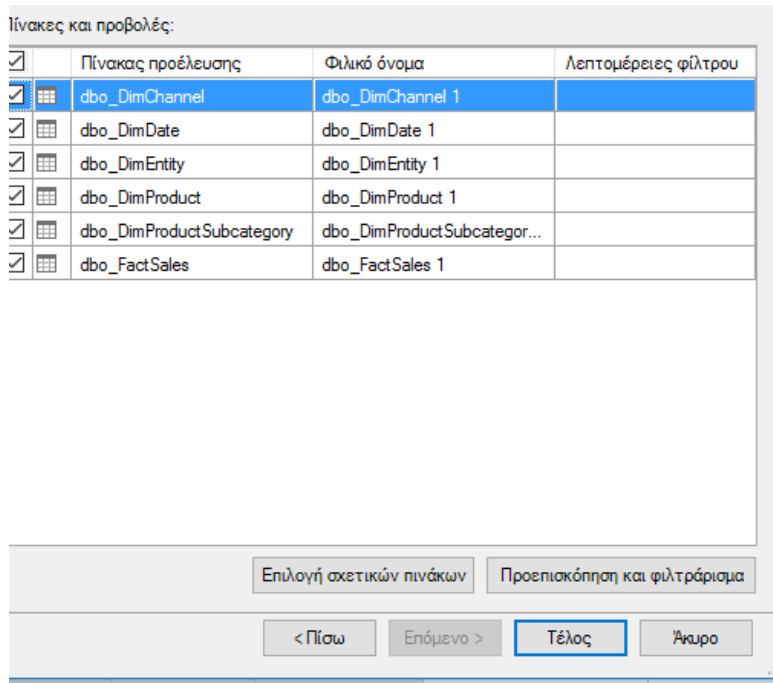 Πίνακες και προβολές:
Πίνακας προέλευσης Φιλικό όνομα Λεπτομέρειες φίλτρου
dbo_DimChannel dbo_DimChannel 1
dbo_DimDate dbo_DimDate 1
dbo_DimEntity dbo_DimEntity 1
dbo_DimProduct dbo_DimProduct 1
dbo_DimProductSubcategory dbo_DimProductSubcategor...
dbo_FactSales dbo_FactSales 1
Επιλογή σχετικών πινάκων Προεπισκόπηση και φιλτράρισμα
< Πίσω Επόμενο > Τέλος Άκυρο